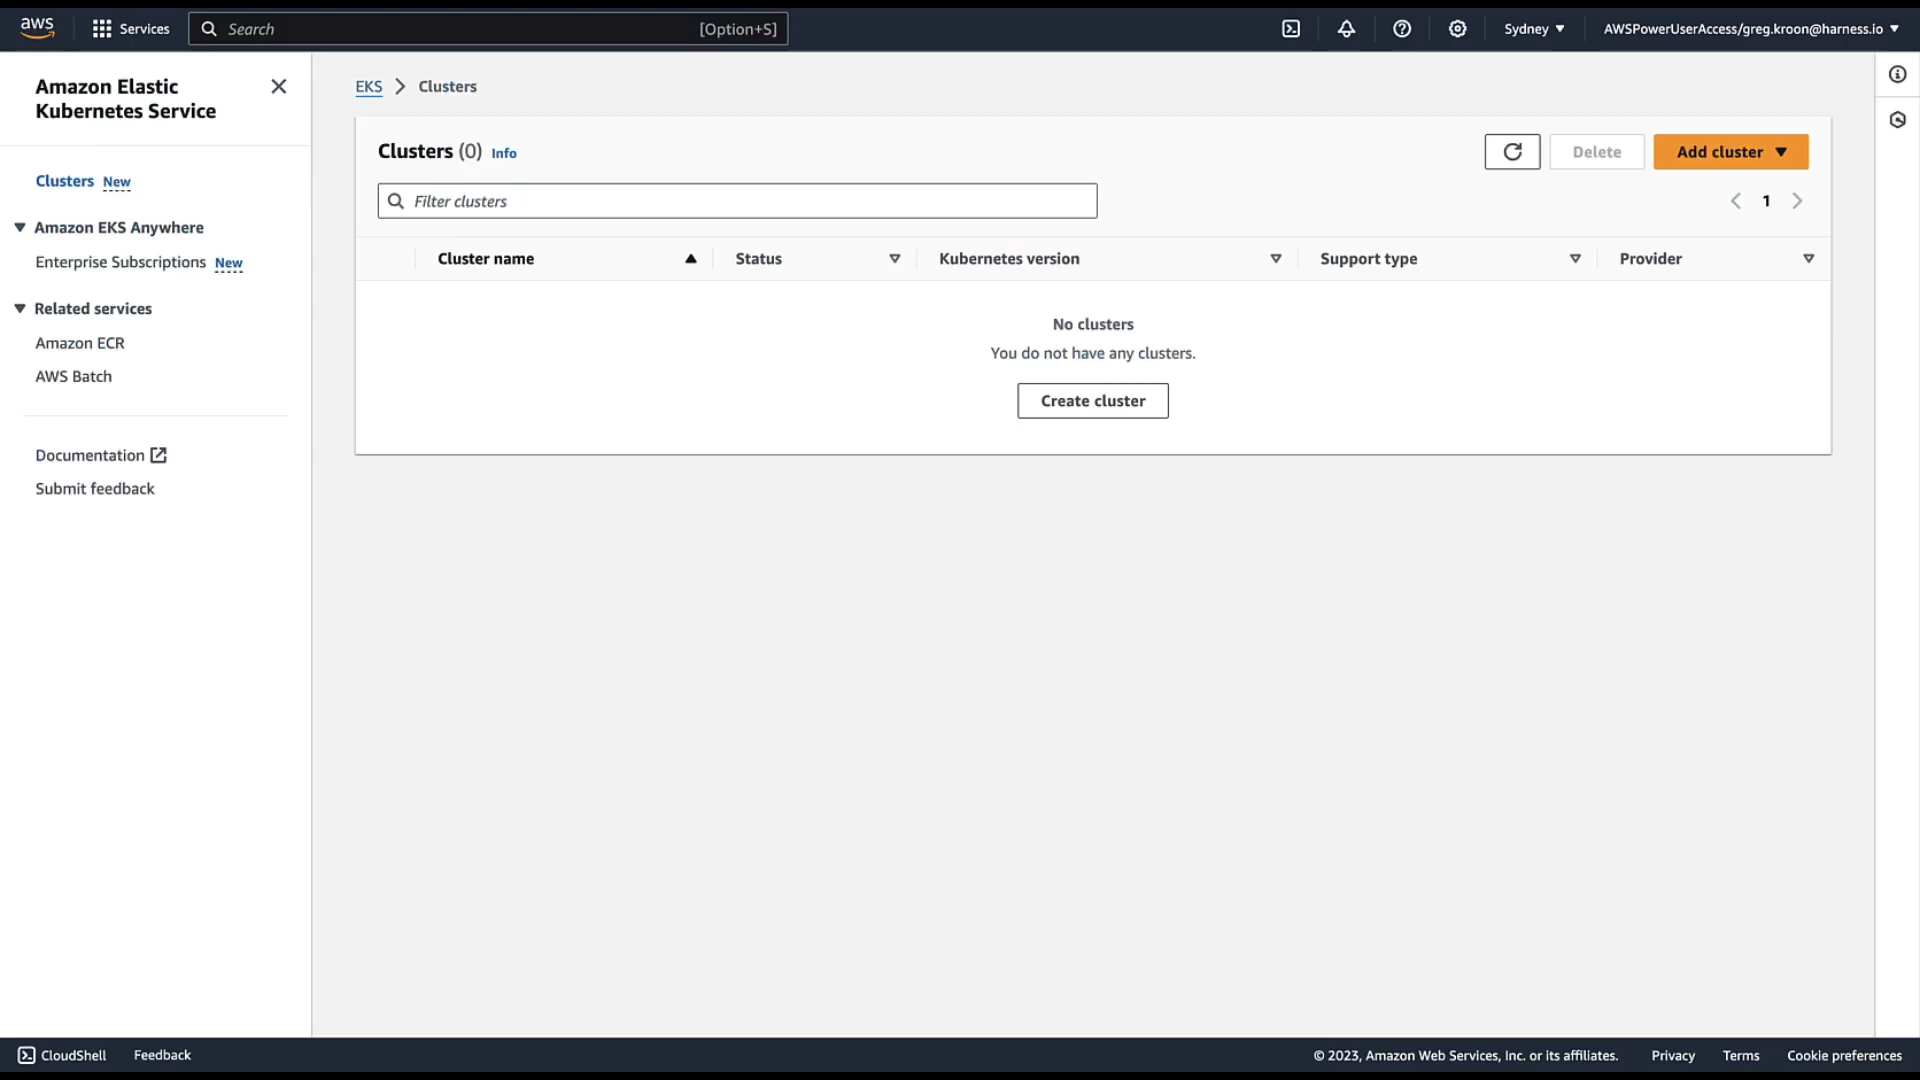 aws
Services
Search [Option+S]
Sydney
AWSPowerUserAccess/greg.kroon@harness.io
Amazon Elastic
Kubernetes Service
Clusters New
Amazon EKS Anywhere
Enterprise Subscriptions New
Related services
Amazon ECR
AWS Batch
Documentation
Submit feedback
EKS
Clusters
Clusters (0) Info
Delete
Add cluster
Filter clusters
1
Cluster name
Status
Kubernetes version
Support type
Provider
No clusters
You do not have any clusters.
Create cluster
CloudShell
Feedback
© 2023, Amazon Web Services, Inc. or its affiliates.
Privacy
Terms
Cookie preferences